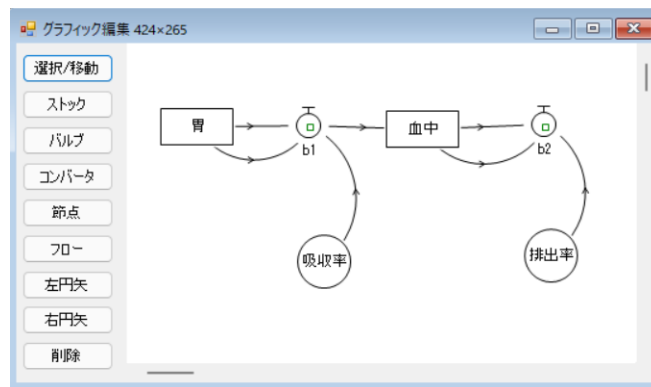 グラフィック編集 424×265
選択/移動
ストック
バルブ
コンバータ
節点
フロー
左円矢
右円矢
削除
胃
b1
血中
b2
吸収率
排出率